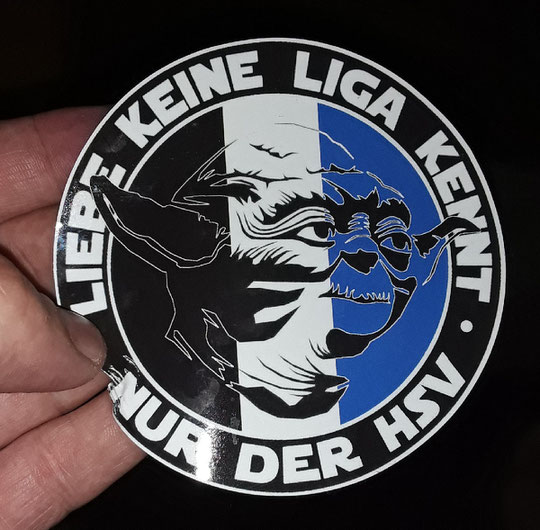 LIEBE KEINE LIGA KENNT
• NUR DER HSV